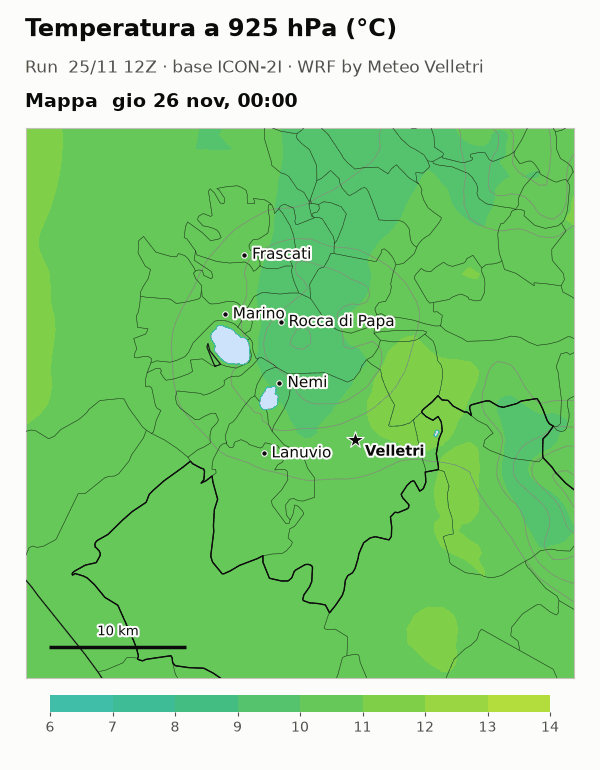 Temperatura a 925 hPa (°C)
Run  25/11 12Z · base ICON-2I · WRF by Meteo Velletri
Mappa  gio 26 nov, 00:00
Frascati
Marino
Rocca di Papa
Nemi
Velletri
Lanuvio
10 km
6 7 8 9 10 11 12 13 14